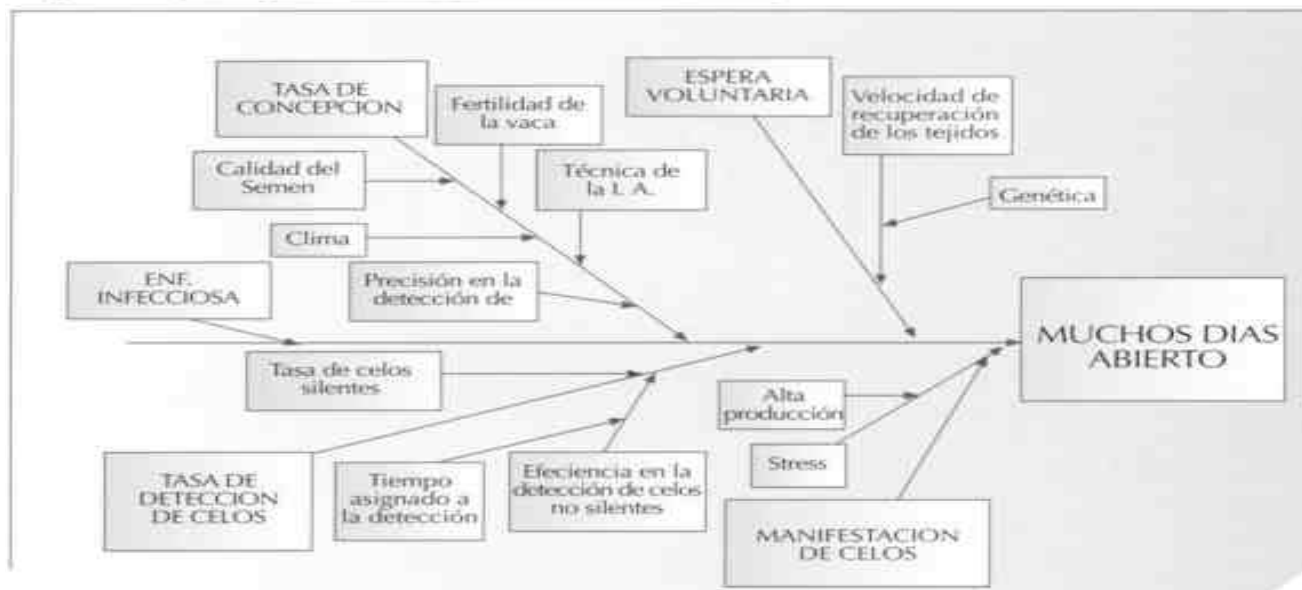 TASA DE
CONCEPCION
Fertilidad de
la vaca
ESPERA
VOLUNTARIA
Velocidad de
recuperación
de los tejidos
Calidad del
Semen
Técnica de
la I. A.
Genética
Clima
ENF.
INFECCIOSA
Precisión en la
detección de
MUCHOS DIAS
ABIERTO
Tasa de celos
silentes
Alta
producción
Stress
TASA DE
DETECCION
DE CELOS
Tiempo
asignado a
la detección
Efeciencia en la
detección de celos
no silentes
MANIFESTACION
DE CELOS